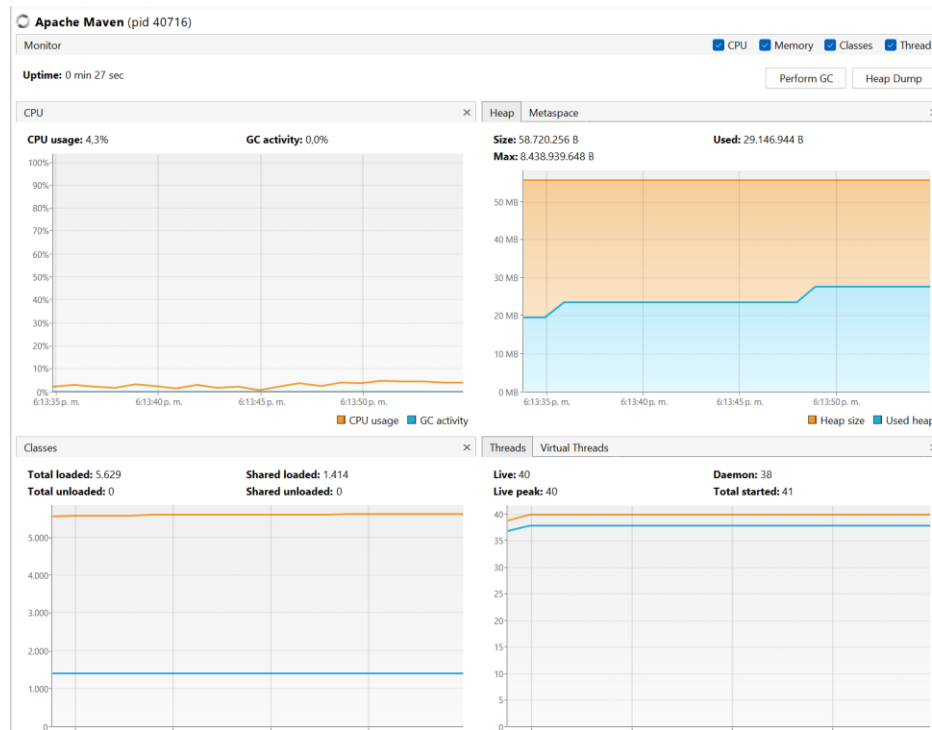 Apache Maven (pid 40716)
Monitor
CPU Memory Classes Thread
Uptime: 0 min 27 sec
Perform GC Heap Dump
CPU
CPU usage: 4,3% GC activity: 0,0%
100%
90%
80%
70%
60%
50%
40%
30%
20%
10%
0%
6:13:35 p. m. 6:13:40 p. m. 6:13:45 p. m. 6:13:50 p. m.
CPU usage GC activity
Heap Metaspace
Size: 58.720.256 B Used: 29.146.944 B
Max: 8.438.939.648 B
50 MB
40 MB
30 MB
20 MB
10 MB
0 MB
6:13:35 p. m. 6:13:40 p. m. 6:13:45 p. m. 6:13:50 p. m.
Heap size Used heap
Classes
Total loaded: 5.629 Shared loaded: 1.414
Total unloaded: 0 Shared unloaded: 0
5.000
4.000
3.000
2.000
1.000
0
Threads Virtual Threads
Live: 40 Daemon: 38
Live peak: 40 Total started: 41
40
35
30
25
20
15
10
5
0